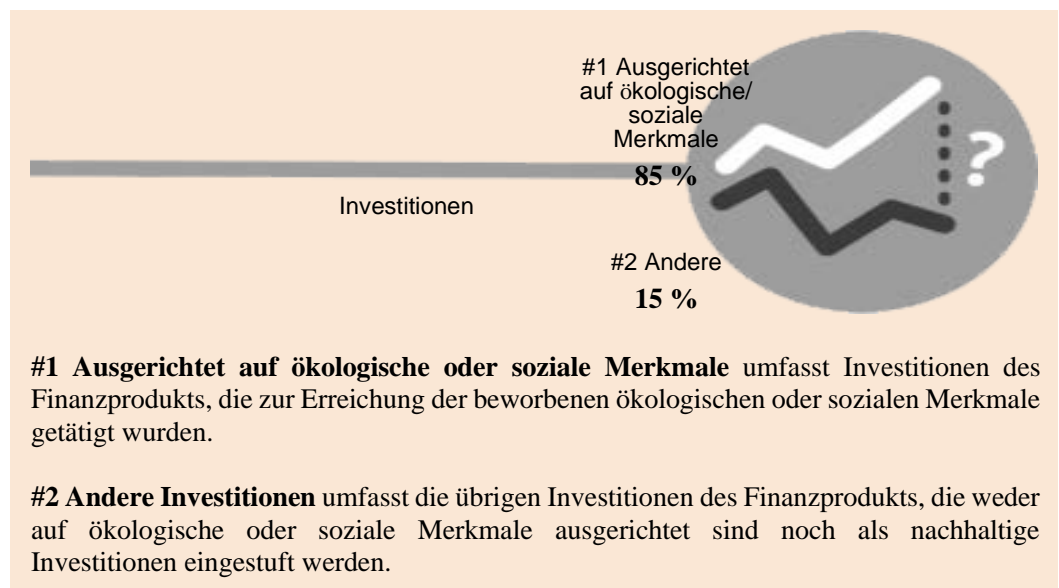 #1 Ausgerichtet
auf ökologische/
soziale
Merkmale
85 %
Investitionen
?
#2 Andere
15 %
#1 Ausgerichtet auf ökologische oder soziale Merkmale umfasst Investitionen des
Finanzprodukts, die zur Erreichung der beworbenen ökologischen oder sozialen Merkmale
getätigt wurden.
#2 Andere Investitionen umfasst die übrigen Investitionen des Finanzprodukts, die weder
auf ökologische oder soziale Merkmale ausgerichtet sind noch als nachhaltige
Investitionen eingestuft werden.